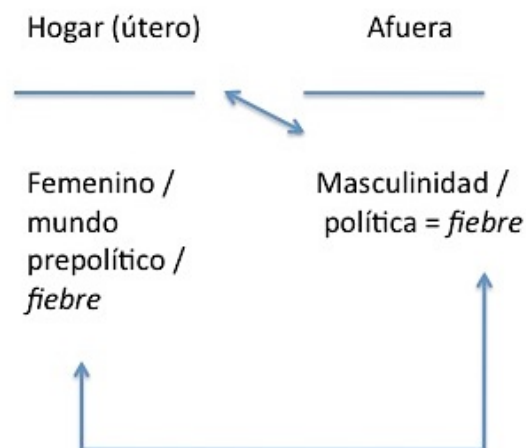 Hogar (útero)
Afuera
Femenino /
mundo
prepolítico /
fiebre
Masculinidad /
política = fiebre